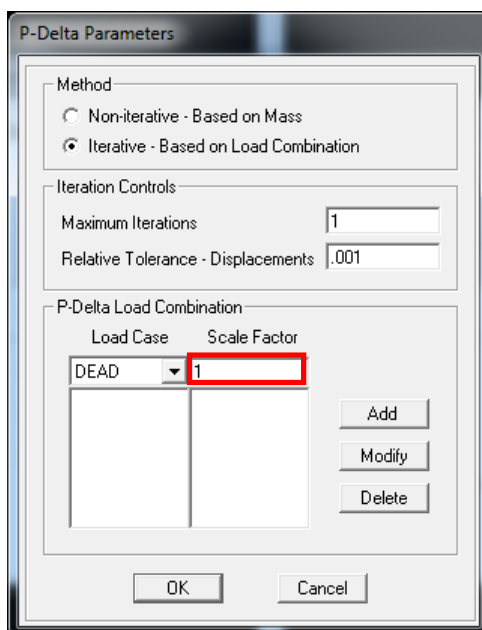 P-Delta Parameters
Method
Non-iterative - Based on Mass
Iterative - Based on Load Combination
Iteration Controls
Maximum Iterations 1
Relative Tolerance - Displacements .001
P-Delta Load Combination
Load Case Scale Factor
DEAD 1
Add
Modify
Delete
OK Cancel